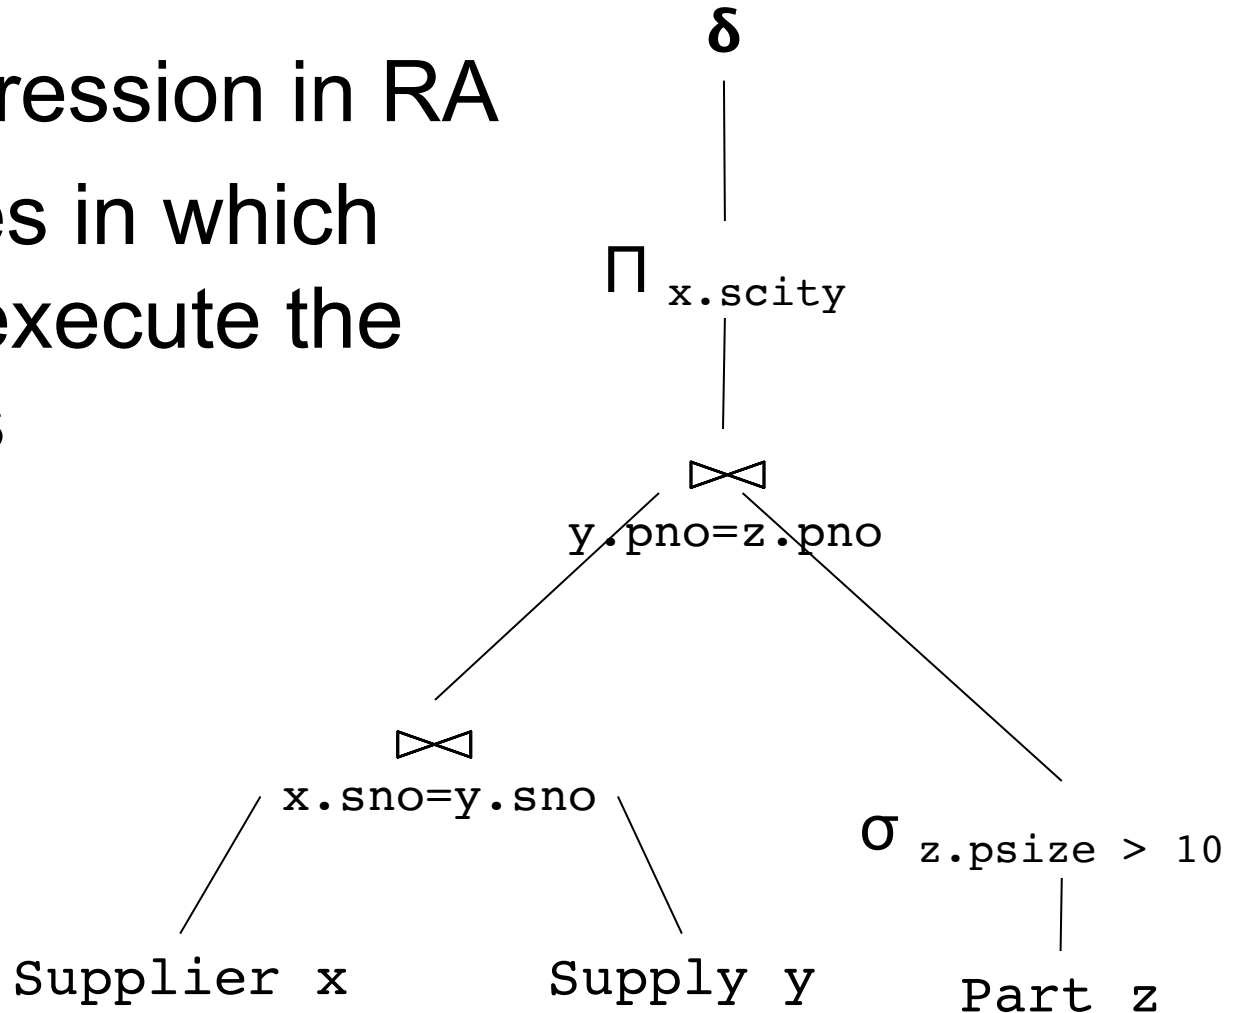 ression in RA
es in which
execute the
s
δ
Π x.scity
⋈
y.pno=z.pno
⋈
x.sno=y.sno
σ z.psize > 10
Supplier x
Supply y
Part z